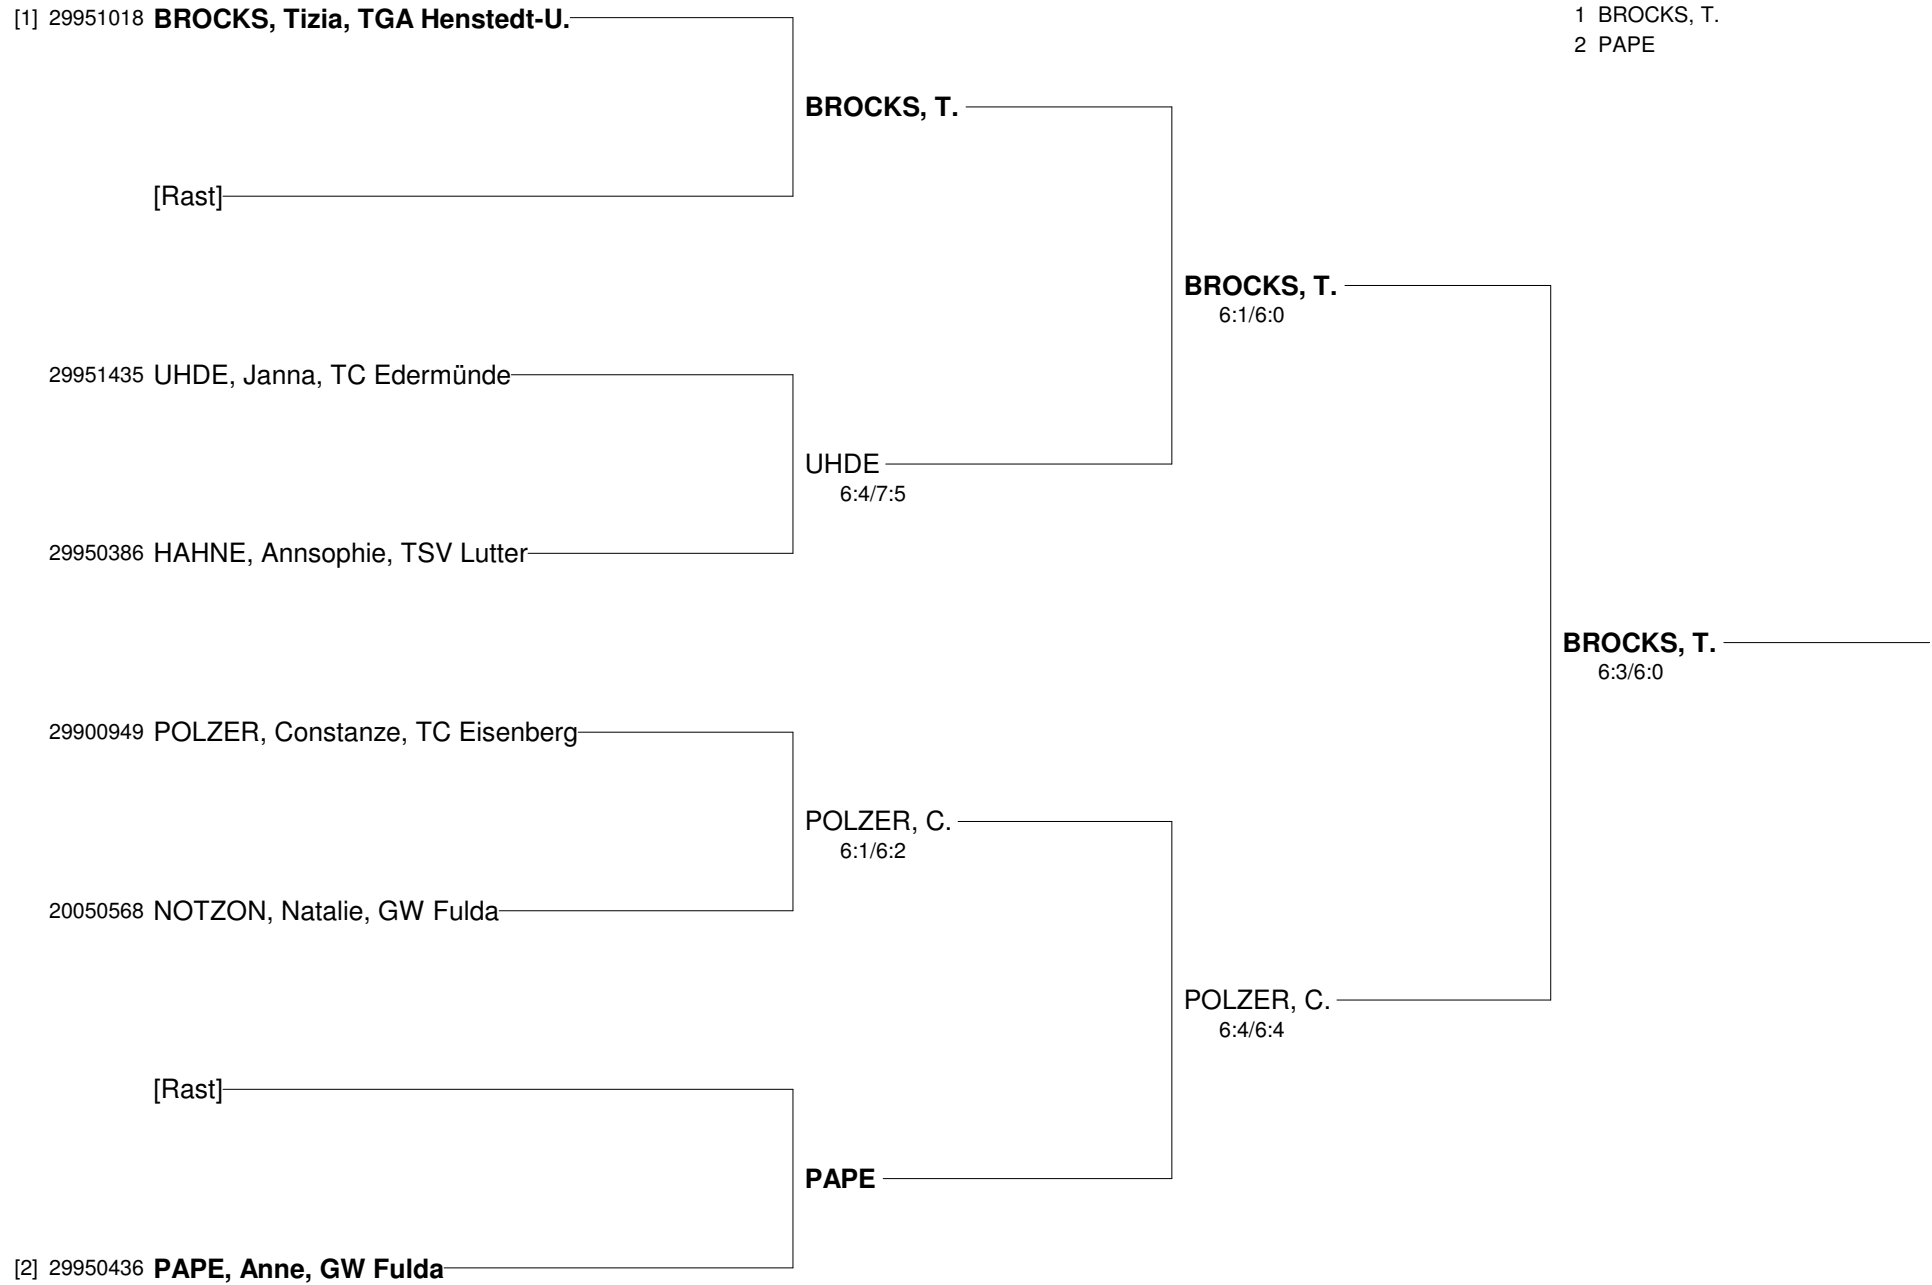 [1] 29951018 BROCKS, Tizia, TGA Henstedt-U.
1 BROCKS, T.
2 PAPE
BROCKS, T.
[Rast]
BROCKS, T.
6:1/6:0
29951435 UHDE, Janna, TC Edermünde
UHDE
6:4/7:5
29950386 HAHNE, Annsophie, TSV Lutter
BROCKS, T.
6:3/6:0
29900949 POLZER, Constanze, TC Eisenberg
POLZER, C.
6:1/6:2
20050568 NOTZON, Natalie, GW Fulda
POLZER, C.
6:4/6:4
[Rast]
PAPE
[2] 29950436 PAPE, Anne, GW Fulda